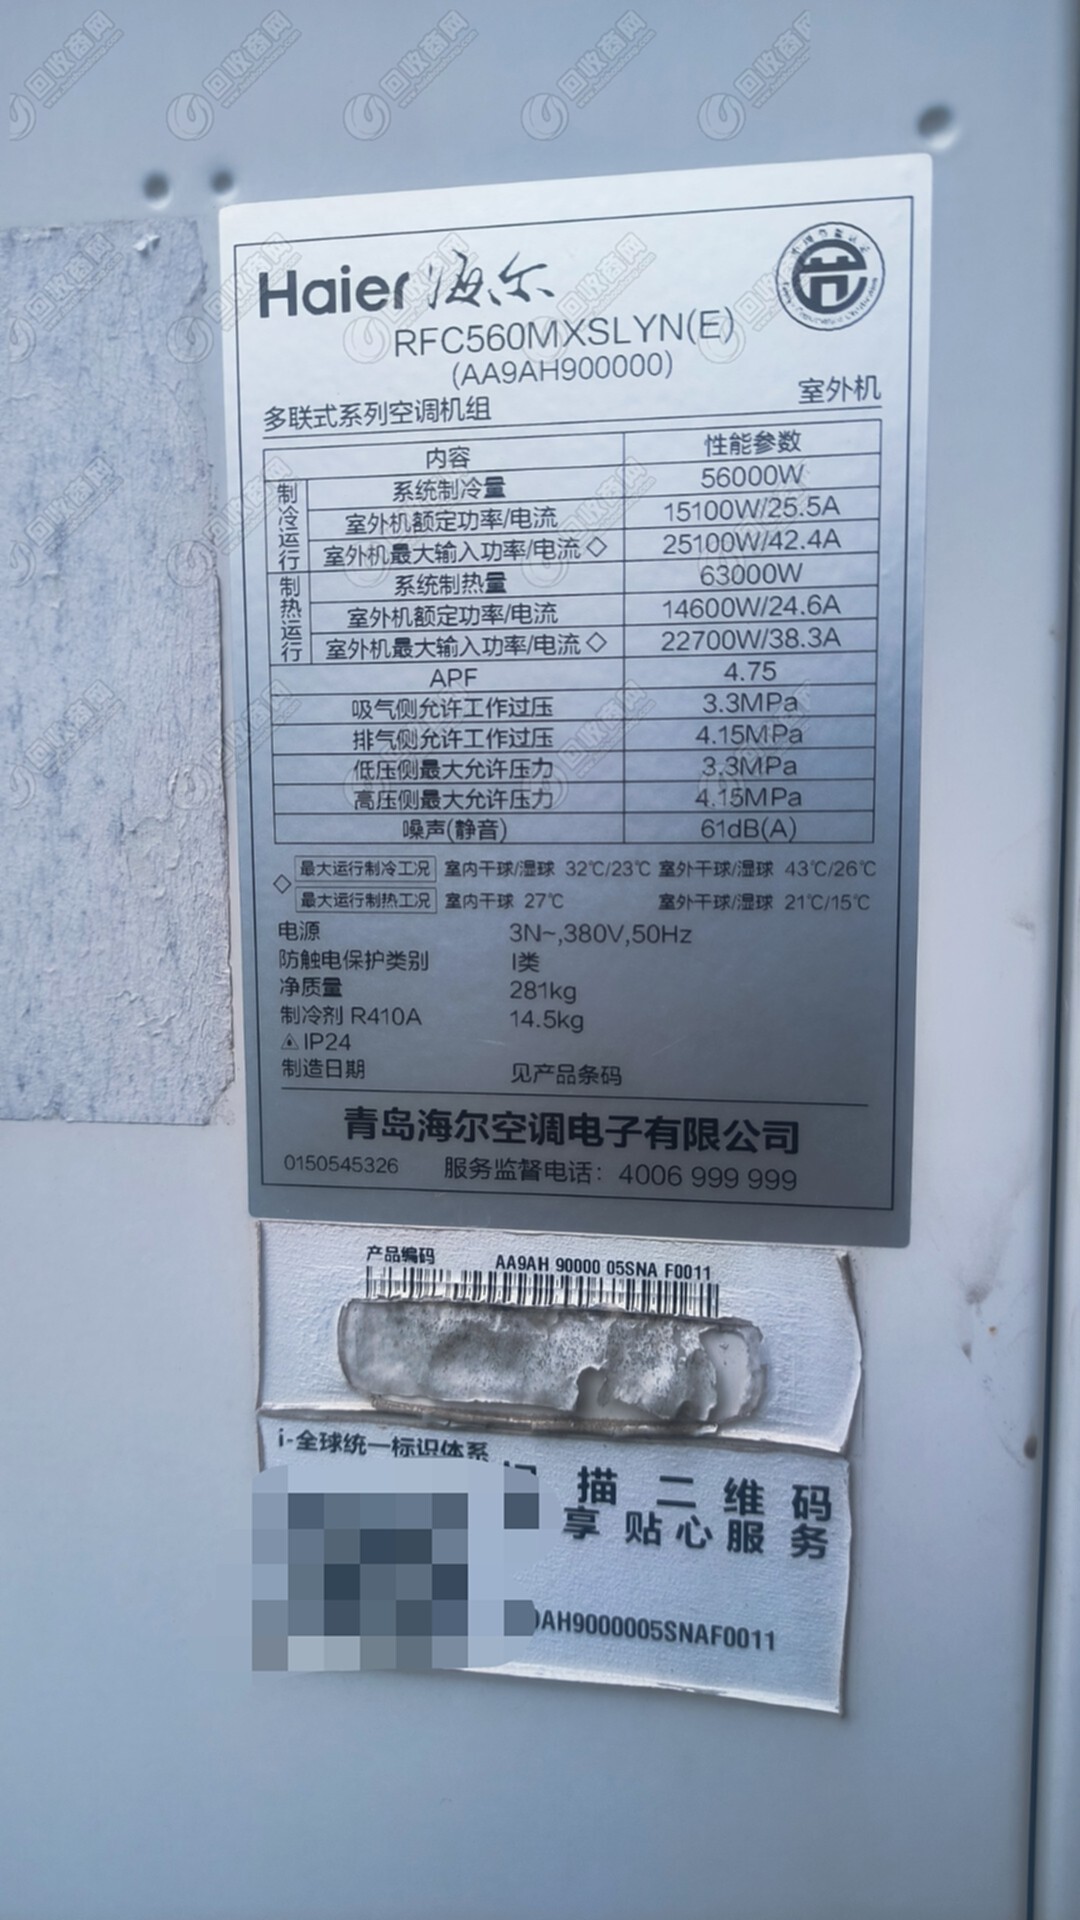 Haier 海尔
RFC560MXSLYN(E)
(AA9AH900000)
多联式系列空调机组 室外机
内容 性能参数
制冷运行
系统制冷量 56000W
室外机额定功率/电流 15100W/25.5A
室外机最大输入功率/电流◇ 25100W/42.4A
制热运行
系统制热量 63000W
室外机额定功率/电流 14600W/24.6A
室外机最大输入功率/电流◇ 22700W/38.3A
APF 4.75
吸气侧允许工作过压 3.3MPa
排气侧允许工作过压 4.15MPa
低压侧最大允许压力 3.3MPa
高压侧最大允许压力 4.15MPa
噪声(静音) 61dB(A)
◇ 最大运行制冷工况 室内干球/湿球 32℃/23℃ 室外干球/湿球 43℃/26℃
最大运行制热工况 室内干球 27℃ 室外干球/湿球 21℃/15℃
电源 3N~,380V,50Hz
防触电保护类别 I类
净质量 281kg
制冷剂 R410A 14.5kg
IP24
制造日期 见产品条码
青岛海尔空调电子有限公司
0150545326 服务监督电话：4006 999 999
产品编码 AA9AH 90000 05SNA F0011
i-全球统一标识体系
描二维码
享贴心服务
AH9000005SNAF0011
回收商网